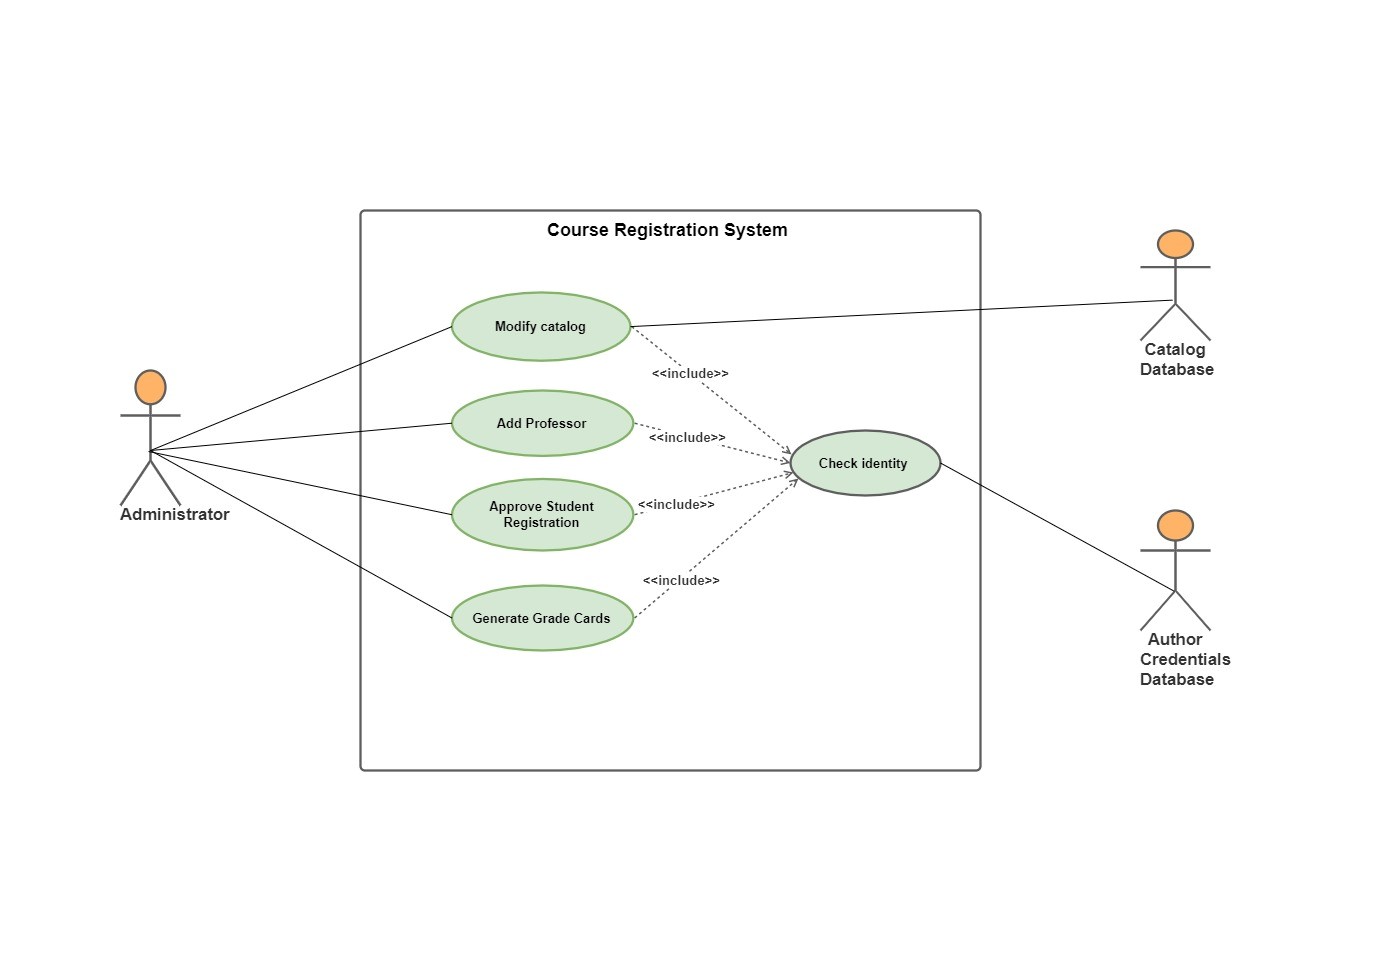 Course Registration System
Modify catalog
<<include>>
Add Professor
<<include>>
Check identity
Approve Student
Registration
<<include>>
<<include>>
Generate Grade Cards
Administrator
Catalog
Database
Author
Credentials
Database